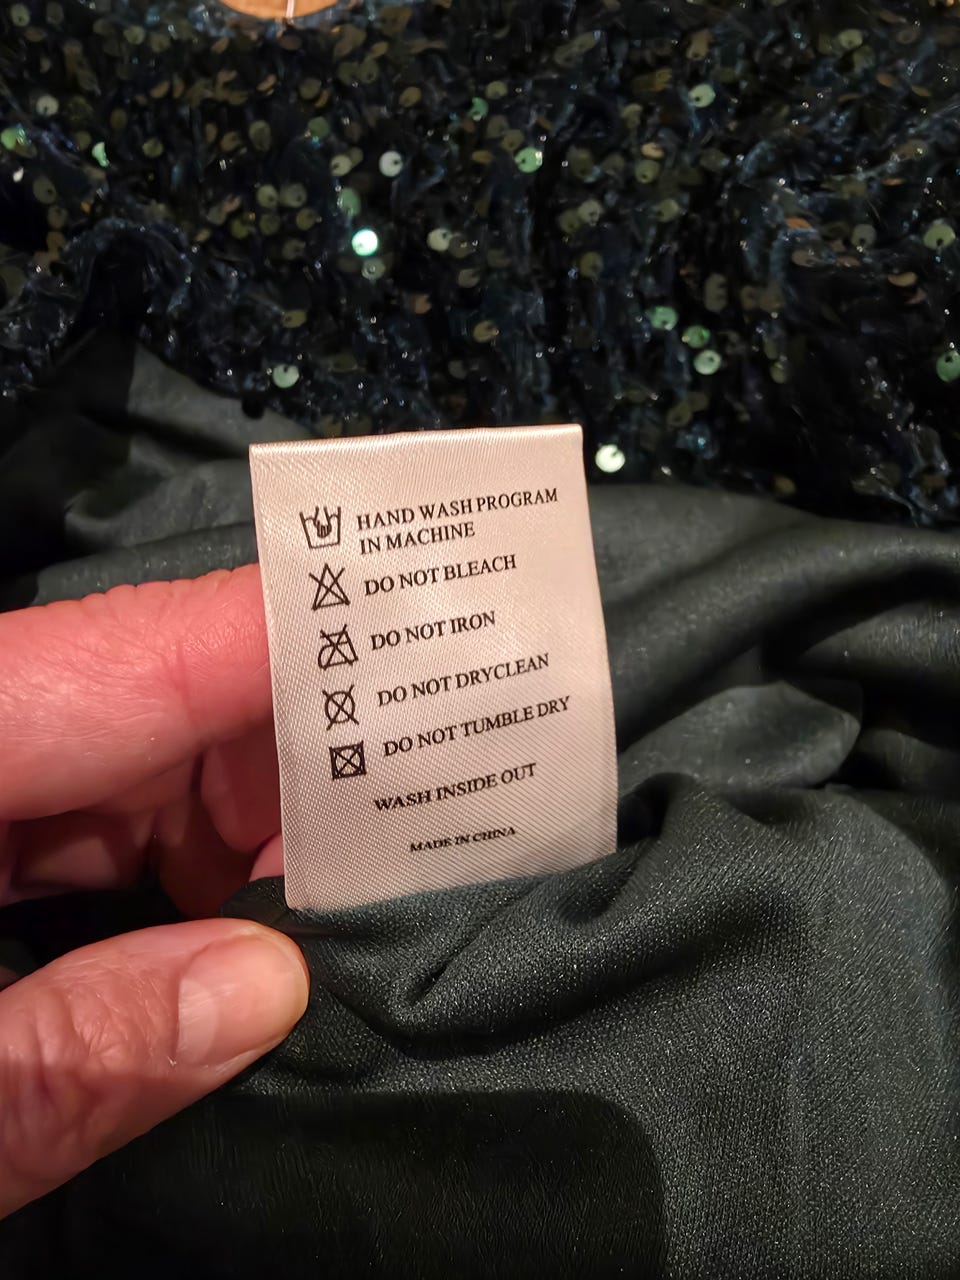 HAND WASH PROGRAM
IN MACHINE
DO NOT BLEACH
DO NOT IRON
DO NOT DRYCLEAN
DO NOT TUMBLE DRY
WASH INSIDE OUT
MADE IN CHINA